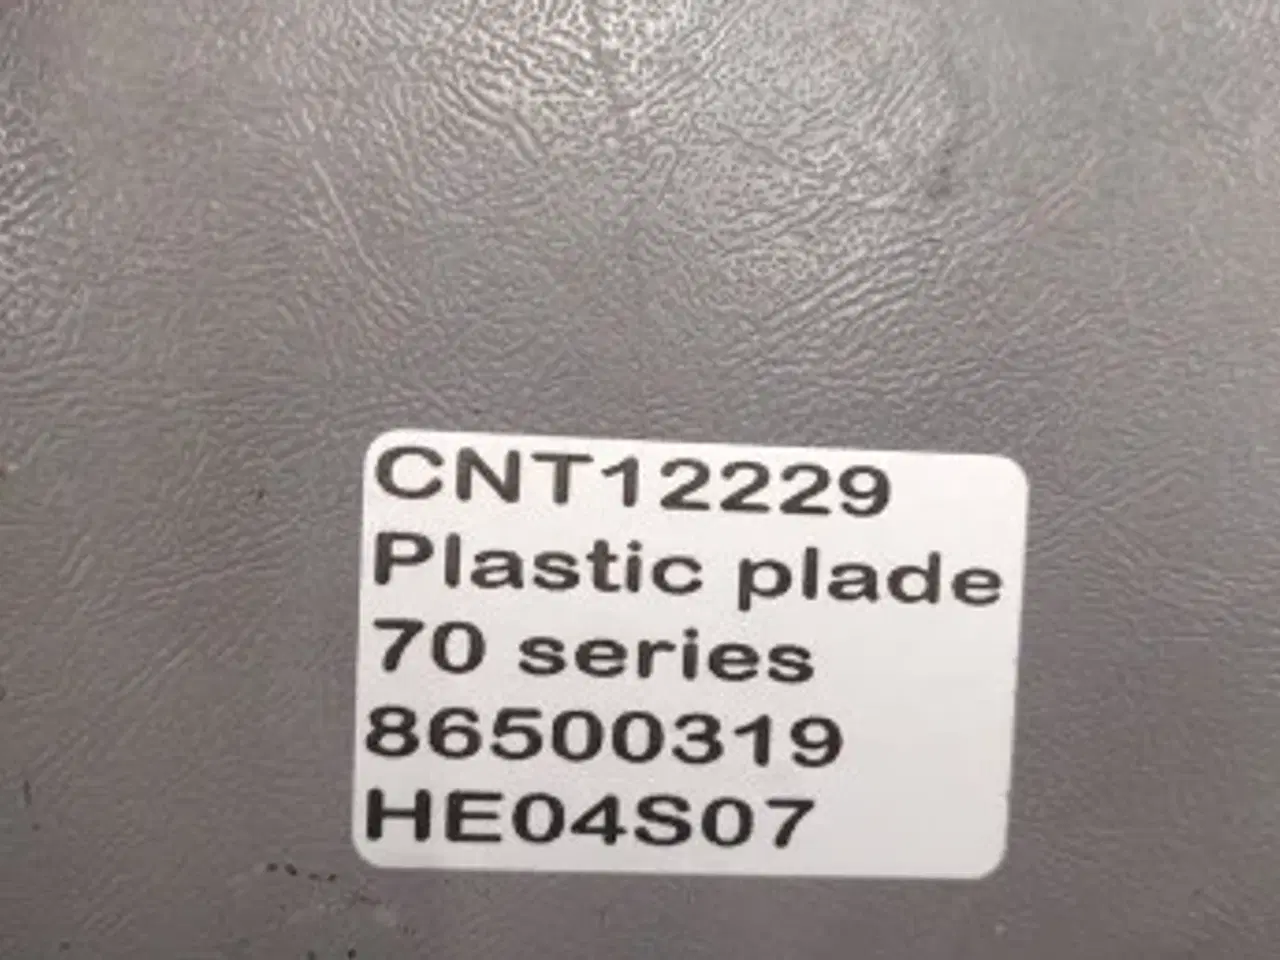 CNT12229
Plastic plade
70 series
86500319
HE04S07